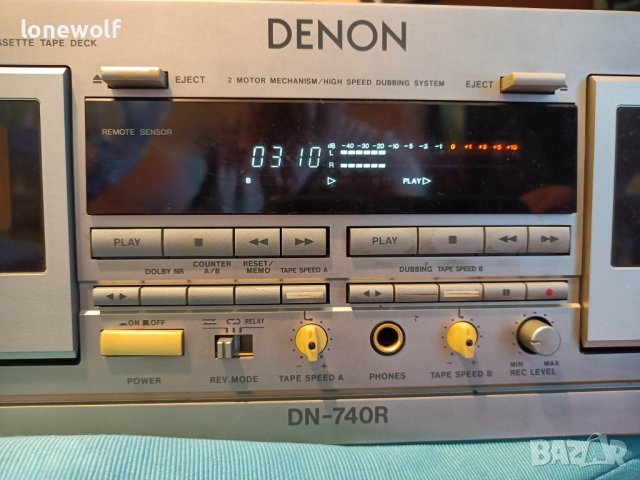 lonewolf
SSETTE TAPE DECK
DENON
EJECT
2 MOTOR MECHANISM/HIGH SPEED DUBBING SYSTEM
EJECT
REMOTE SENSOR
0310
dB -40 -30 -20 -10 -5 -3 -1 0 +1 +3 +5 +10
L
R
B
PLAY
PLAY
PLAY
DOLBY NR
COUNTER A/B
RESET/ MEMO
TAPE SPEED A
DUBBING
TAPE SPEED B
ON OFF
RELAY
POWER
REV.MODE
- +
TAPE SPEED A
PHONES
- +
TAPE SPEED B
MIN MAX
REC LEVEL
DN-740R
BAZAR